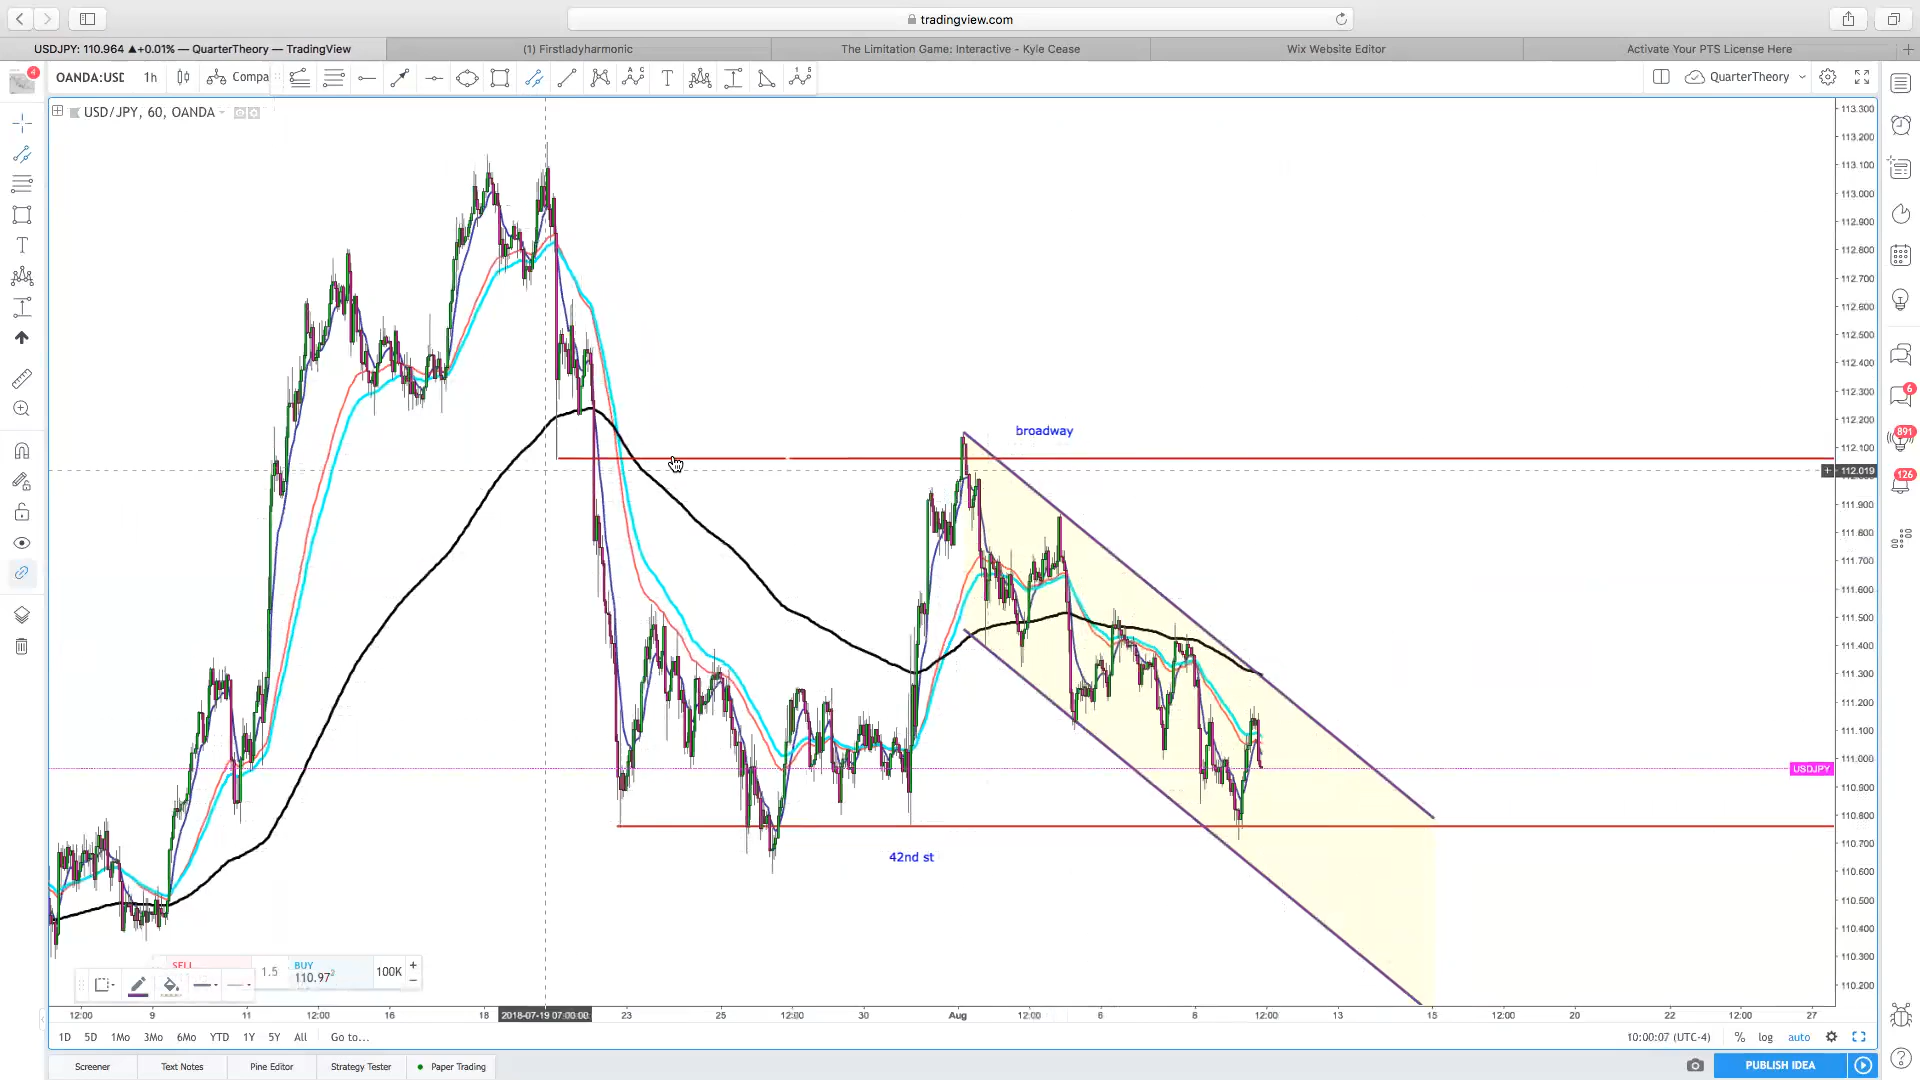 tradingview.com
USDJPY: 110.964 ▲+0.01% — QuarterTheory — TradingView
(1) Firstladyharmonic
The Limitation Game: Interactive - Kyle Cease
Wix Website Editor
Activate Your PTS License Here
4
OANDA:USD
1h
Compa
A C
T
1 5
QuarterTheory
USD/JPY, 60, OANDA
113.300
113.200
113.100
113.000
112.900
112.800
112.700
112.600
112.500
112.400
112.300
112.200
broadway
112.100
6
891
112.019
126
111.900
111.800
111.700
111.600
111.500
111.400
111.300
111.200
111.100
111.000
USDJPY
110.900
110.800
110.700
42nd st
110.600
110.500
110.400
110.300
110.200
SELL
1.5
BUY
110.97²
100K
12:00 9 11 12:00 16 18 2018-07-19 07:00:00 23 25 12:00 30 Aug 12:00 6 8 12:00 13 15 12:00 20 22 12:00 27
1D 5D 1Mo 3Mo 6Mo YTD 1Y 5Y All Go to...
10:00:07 (UTC-4) % log auto
Screener Text Notes Pine Editor Strategy Tester Paper Trading
PUBLISH IDEA